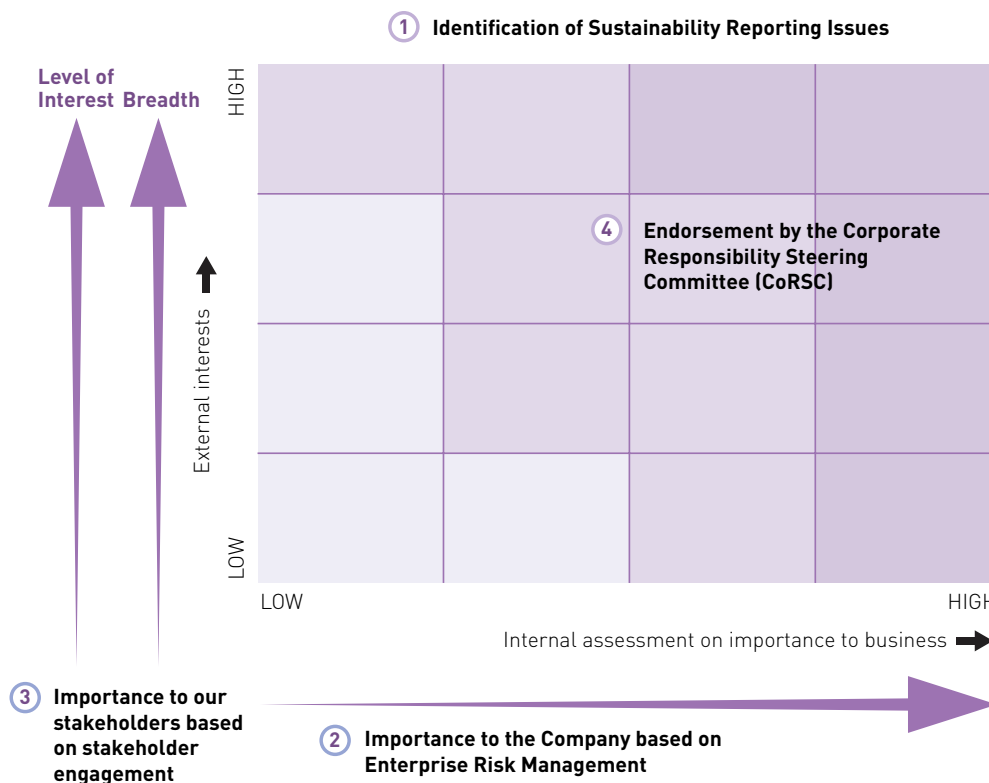 1 Identification of Sustainability Reporting Issues
Level of
Interest Breadth
HIGH
4 Endorsement by the Corporate
Responsibility Steering
Committee (CoRSC)
External interests
LOW
LOW
HIGH
Internal assessment on importance to business
3 Importance to our
stakeholders based
on stakeholder
engagement
2 Importance to the Company based on
Enterprise Risk Management